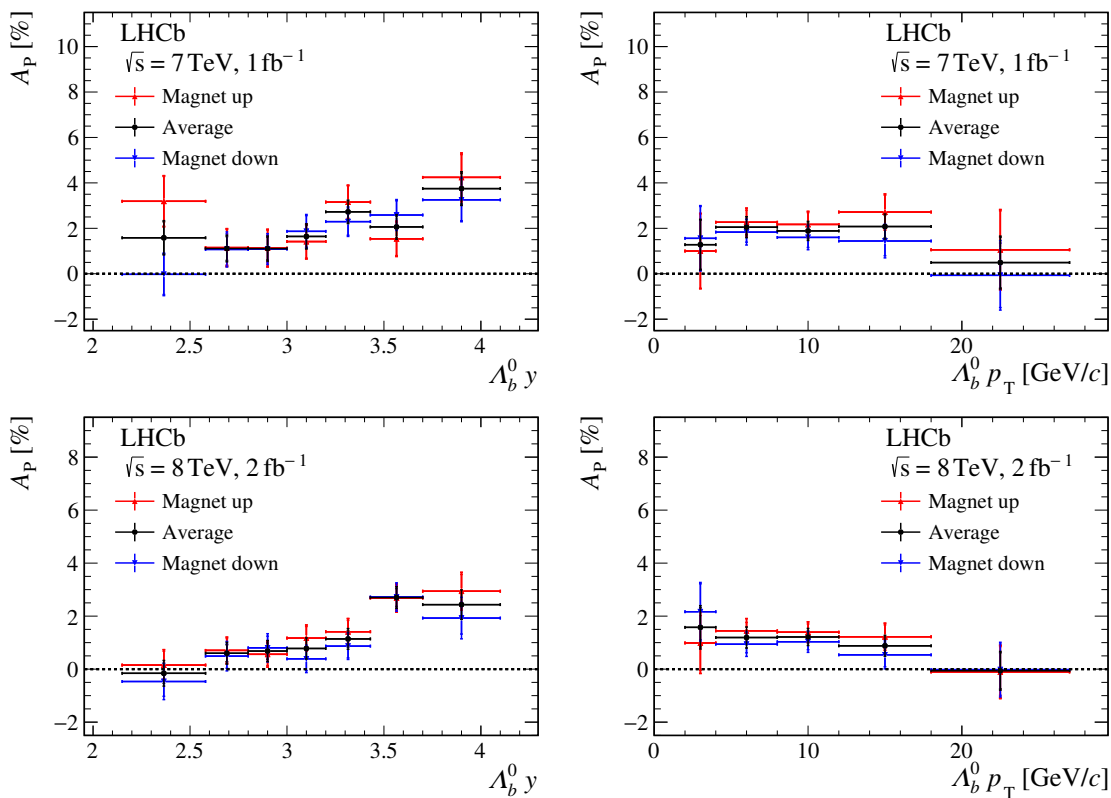 A_P [%]
10
8
6
4
2
0
−2
LHCb
√s = 7 TeV, 1 fb⁻¹
Magnet up
Average
Magnet down
2 2.5 3 3.5 4
Λ_b^0 y
A_P [%]
10
8
6
4
2
0
−2
LHCb
√s = 7 TeV, 1 fb⁻¹
Magnet up
Average
Magnet down
0 10 20
Λ_b^0 p_T [GeV/c]
A_P [%]
8
6
4
2
0
−2
LHCb
√s = 8 TeV, 2 fb⁻¹
Magnet up
Average
Magnet down
2 2.5 3 3.5 4
Λ_b^0 y
A_P [%]
8
6
4
2
0
−2
LHCb
√s = 8 TeV, 2 fb⁻¹
Magnet up
Average
Magnet down
0 10 20
Λ_b^0 p_T [GeV/c]